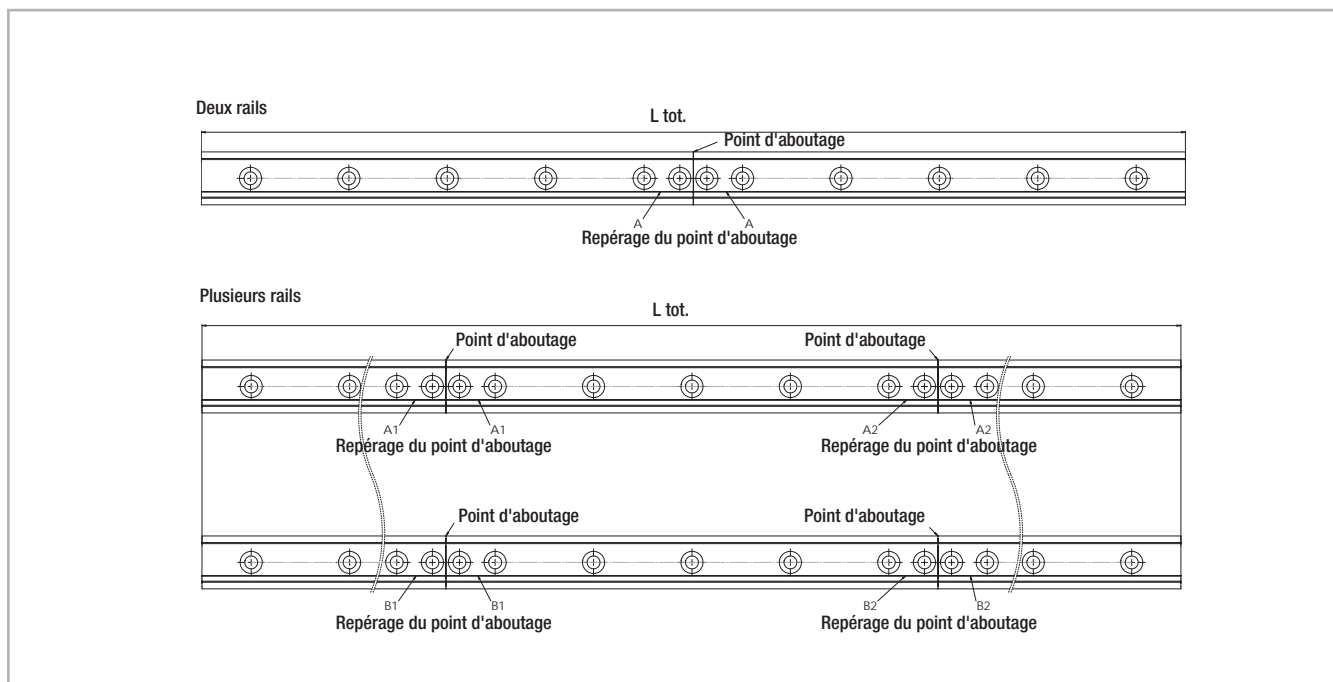 Deux rails
L tot.
Point d'aboutage
A A
Repérage du point d'aboutage
Plusieurs rails
L tot.
Point d'aboutage Point d'aboutage
A1 A1 A2 A2
Repérage du point d'aboutage Repérage du point d'aboutage
Point d'aboutage Point d'aboutage
B1 B1 B2 B2
Repérage du point d'aboutage Repérage du point d'aboutage